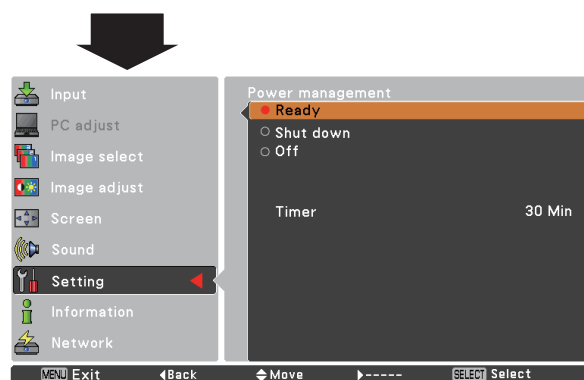 Input
PC adjust
Image select
Image adjust
Screen
Sound
Setting
Information
Network
Power management
Ready
Shut down
Off
Timer 30 Min
MENU Exit Back Move ----- SELECT Select